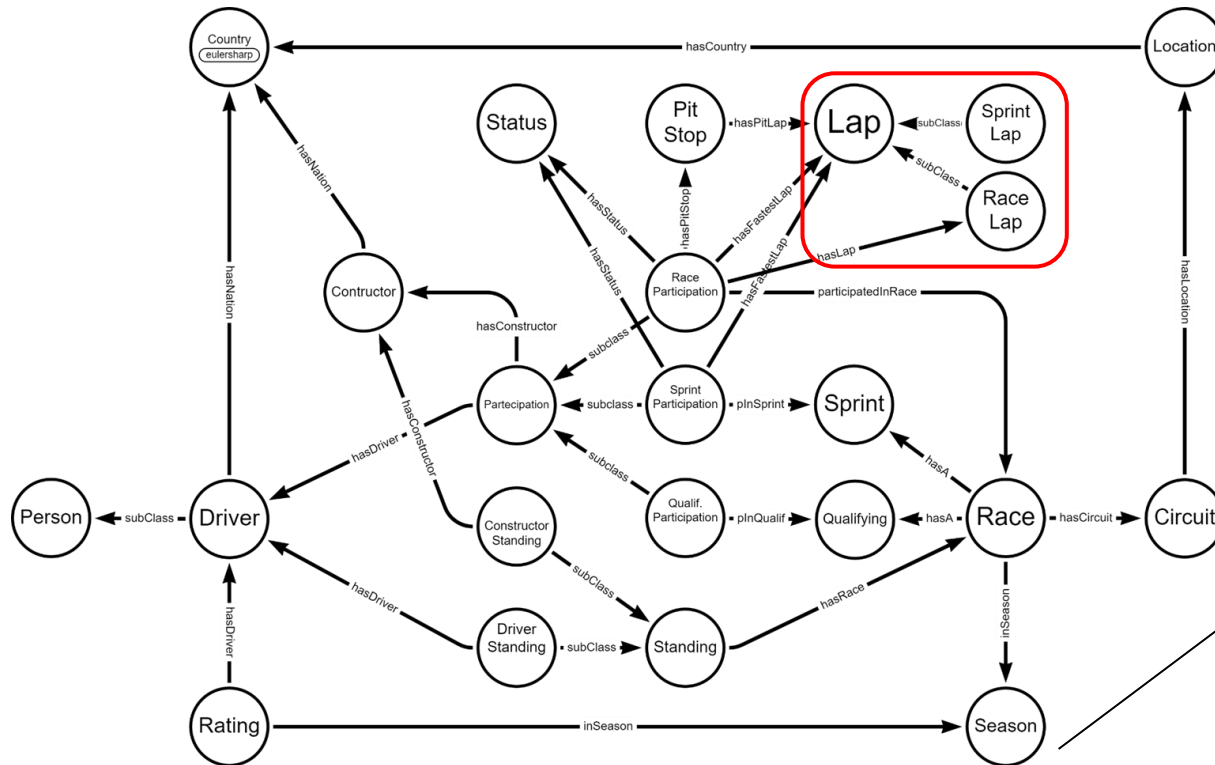 Country
eulersharp
hasCountry
Location
Status
Pit
Stop
hasPitLap
Lap
subClass
Sprint
Lap
hasNation
subClass
Race
Lap
hasStatus
hasPitStop
hasFastestLap
hasLap
hasStatus
hasFastestLap
hasNation
Contructor
Race
Participation
participatedInRace
hasLocation
hasConstructor
subclass
Partecipation
subclass
Sprint
Participation
pInSprint
Sprint
hasDriver
hasConstructor
subclass
hasA
Person
subClass
Driver
Constructor
Standing
Qualif.
Participation
pInQualif
Qualifying
hasA
Race
hasCircuit
Circuit
subClass
hasDriver
hasRace
hasDriver
Driver
Standing
subClass
Standing
inSeason
Rating
inSeason
Season